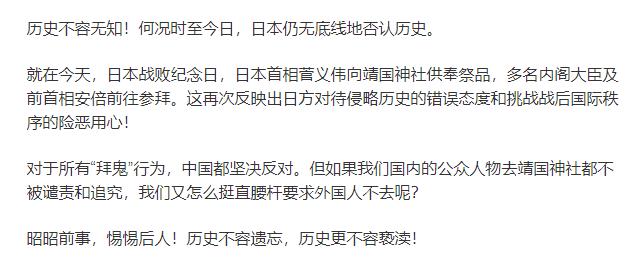 历史不容无知！何况时至今日，日本仍无底线地否认历史。
就在今天，日本战败纪念日，日本首相菅义伟向靖国神社供奉祭品，多名内阁大臣及
前首相安倍前往参拜。这再次反映出日方对待侵略历史的错误态度和挑战战后国际秩
序的险恶用心！
对于所有“拜鬼”行为，中国都坚决反对。但如果我们国内的公众人物去靖国神社都不
被谴责和追究，我们又怎么挺直腰杆要求外国人不去呢？
昭昭前事，惕惕后人！历史不容遗忘，历史更不容亵渎！